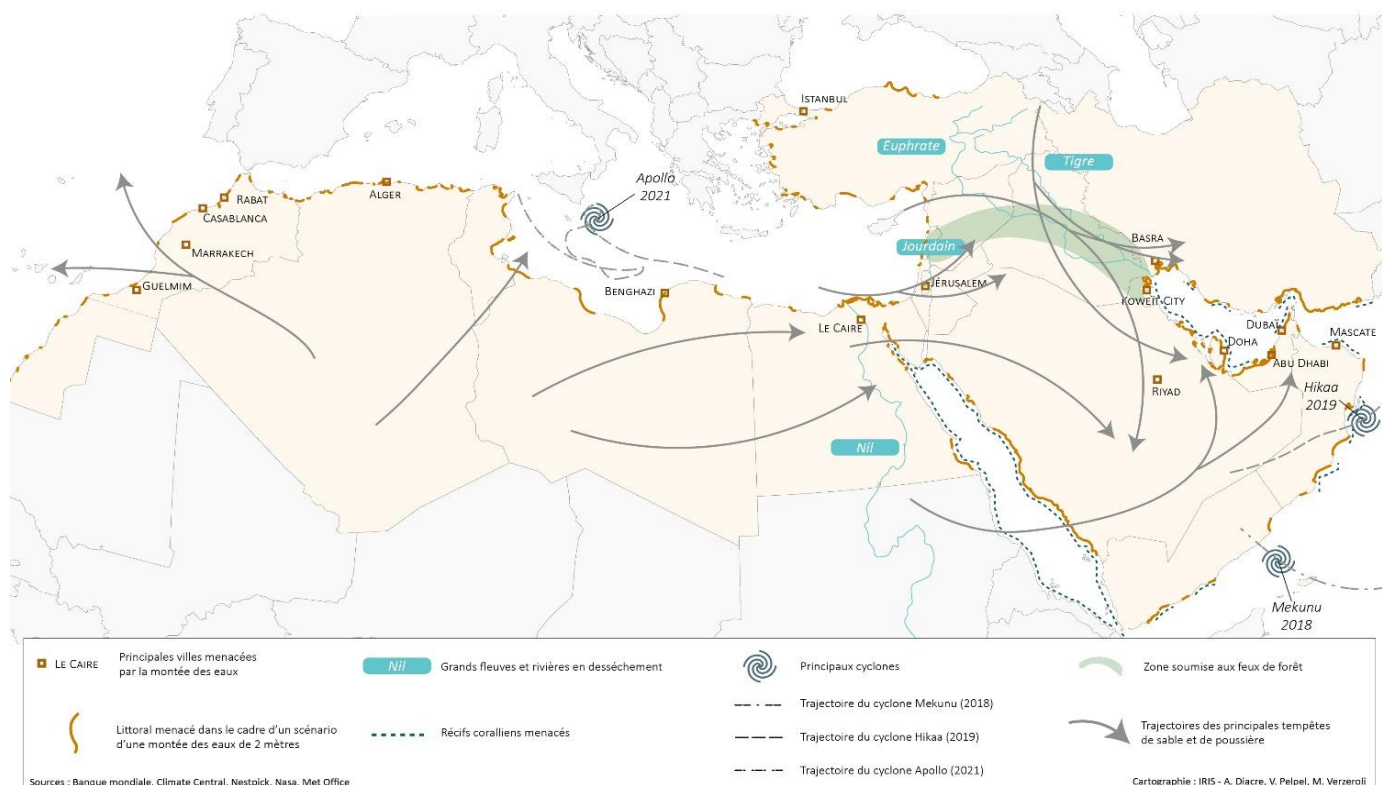 ISTANBUL
Euphrate
Tigre
Apollo
2021
RABAT
CASABLANCA
ALGER
MARRAKECH
Jourdain
BASRA
GUELMIM
BENGHAZI
JÉRUSALEM
KOWEÏT CITY
LE CAIRE
DUBAÏ
MASCATE
DOHA
ABU DHABI
RIYAD
Hikaa
2019
Nil
Mekunu
2018
LE CAIRE
Principales villes menacées
par la montée des eaux
Nil
Grands fleuves et rivières en desséchement
Principaux cyclones
Zone soumise aux feux de forêt
Trajectoire du cyclone Mekunu (2018)
Littoral menacé dans le cadre d'un scénario
d'une montée des eaux de 2 mètres
Récifs coralliens menacés
Trajectoire du cyclone Hikaa (2019)
Trajectoires des principales tempêtes
de sable et de poussière
Trajectoire du cyclone Apollo (2021)
Sources : Banque mondiale, Climate Central, Nestpick, Nasa, Met Office
Cartographie : IRIS - A. Diacre, V. Pelpel, M. Verzeroli